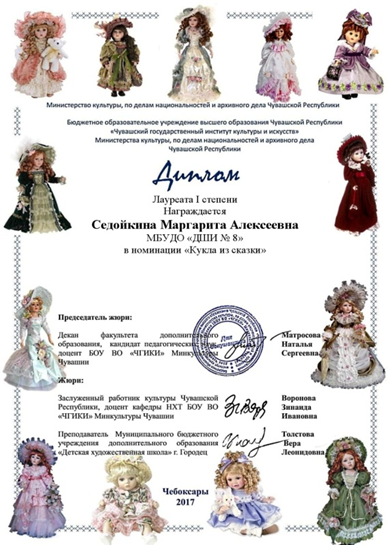 Министерство культуры, по делам национальностей и архивного дела Чувашской Республики
Бюджетное образовательное учреждение высшего образования Чувашской Республики
«Чувашский государственный институт культуры и искусств»
Министерства культуры, по делам национальностей и архивного дела
Чувашской Республики
Диплом
Лауреата I степени
Награждается
Седойкина Маргарита Алексеевна
МБУДО «ДШИ № 8»
в номинации «Кукла из сказки»
Председатель жюри:
Декан факультета дополнительного образования, кандидат педагогических наук,
доцент БОУ ВО «ЧГИКИ» Минкультуры
Чувашии
Матросова
Наталья
Сергеевна
Жюри:
Заслуженный работник культуры Чувашской
Республики, доцент кафедры НХТ БОУ ВО
«ЧГИКИ» Минкультуры Чувашии
Воронова
Зинаида
Ивановна
Преподаватель Муниципального бюджетного
учреждения дополнительного образования
«Детская художественная школа» г. Городец
Толстова
Вера
Леонидовна
Чебоксары
2017